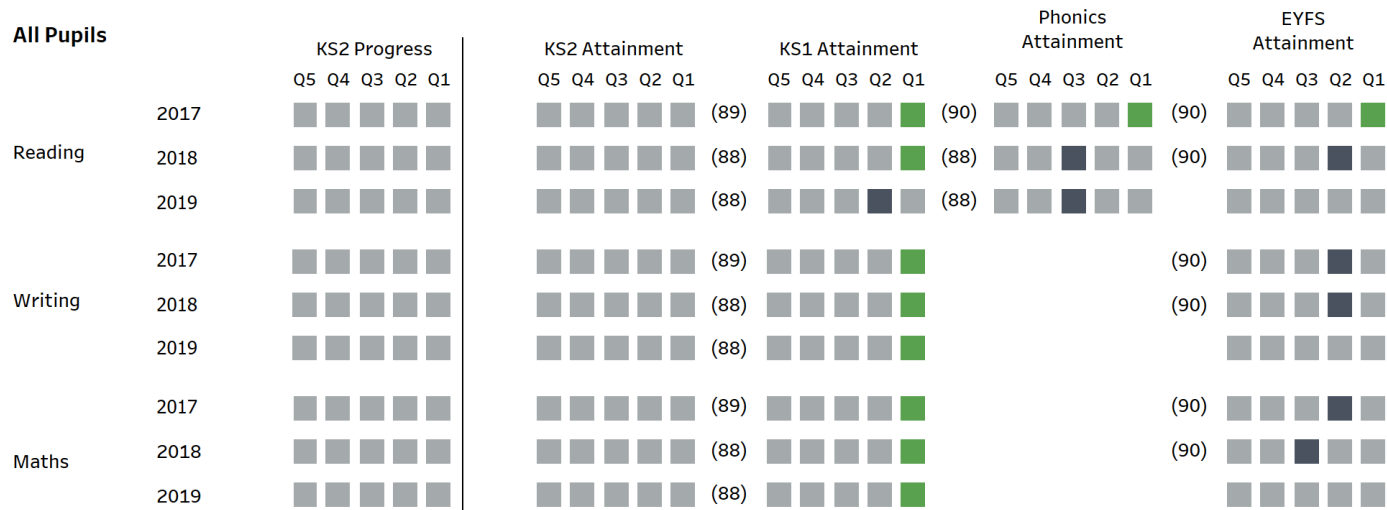 All Pupils
KS2 Progress KS2 Attainment KS1 Attainment Phonics Attainment EYFS Attainment
Q5 Q4 Q3 Q2 Q1 Q5 Q4 Q3 Q2 Q1 Q5 Q4 Q3 Q2 Q1 Q5 Q4 Q3 Q2 Q1 Q5 Q4 Q3 Q2 Q1
2017 (89) (90) (90)
Reading 2018 (88) (88) (90)
2019 (88) (88)
2017 (89) (90)
Writing 2018 (88) (90)
2019 (88)
2017 (89) (90)
Maths 2018 (88) (90)
2019 (88)